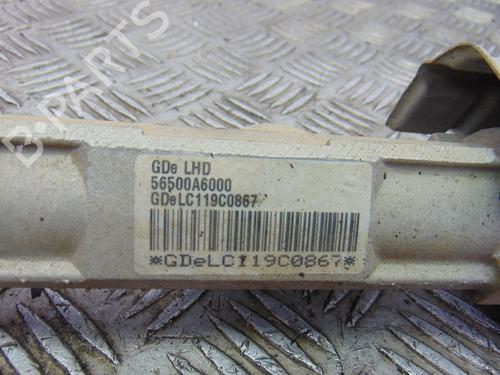 B-PARTS
GDe LHD
56500A6000
GDeLC119C0867
*GDeLC119C0867*